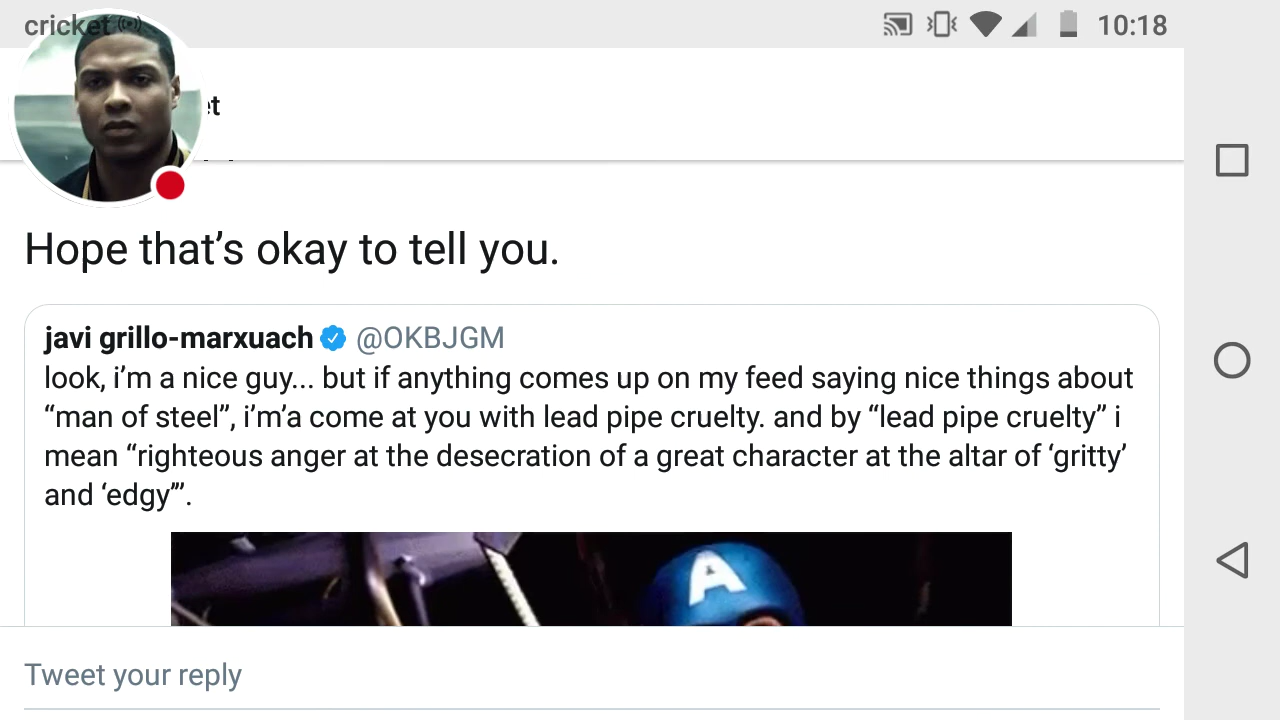 cricket 10:18
et
Hope that’s okay to tell you.
javi grillo-marxuach @OKBJGM
look, i’m a nice guy... but if anything comes up on my feed saying nice things about
“man of steel”, i’m’a come at you with lead pipe cruelty. and by “lead pipe cruelty” i
mean “righteous anger at the desecration of a great character at the altar of ‘gritty’
and ‘edgy’”.
A
Tweet your reply